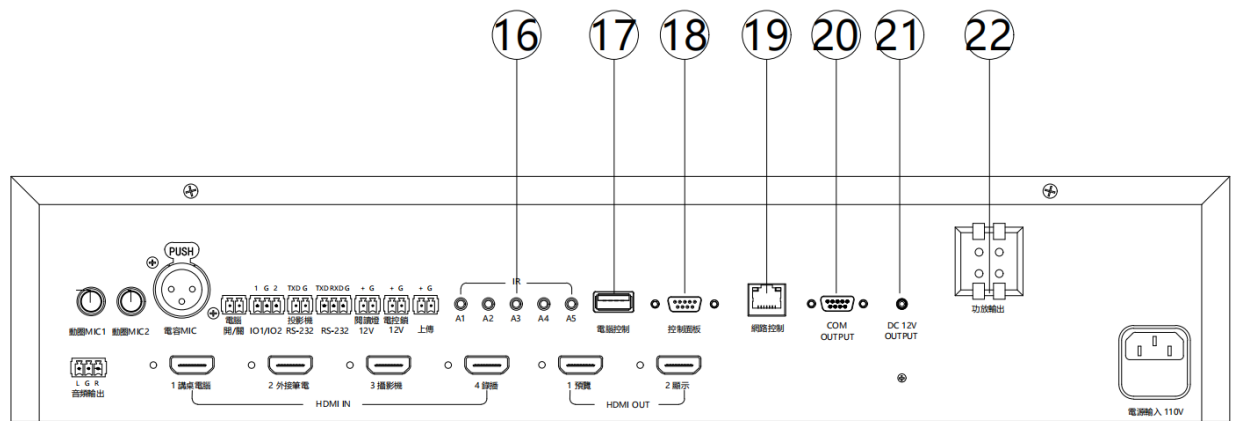 16 17 18 19 20 21 22
PUSH
1 G 2 TXD G TXD RXD G + G + G + G
IR
A1 A2 A3 A4 A5
動圈MIC1 動圈MIC2 電容MIC
電腦
開/關
IO1/IO2
投影機
RS-232
RS-232
閱讀燈
12V
電控鎖
12V
上傳
電腦控制
控制面板
網路控制
COM
OUTPUT
DC 12V
OUTPUT
功放輸出
L G R
音頻輸出
1 講桌電腦
2 外接筆電
3 攝影機
4 錄播
HDMI IN
1 預覽
2 顯示
HDMI OUT
電源輸入 110V